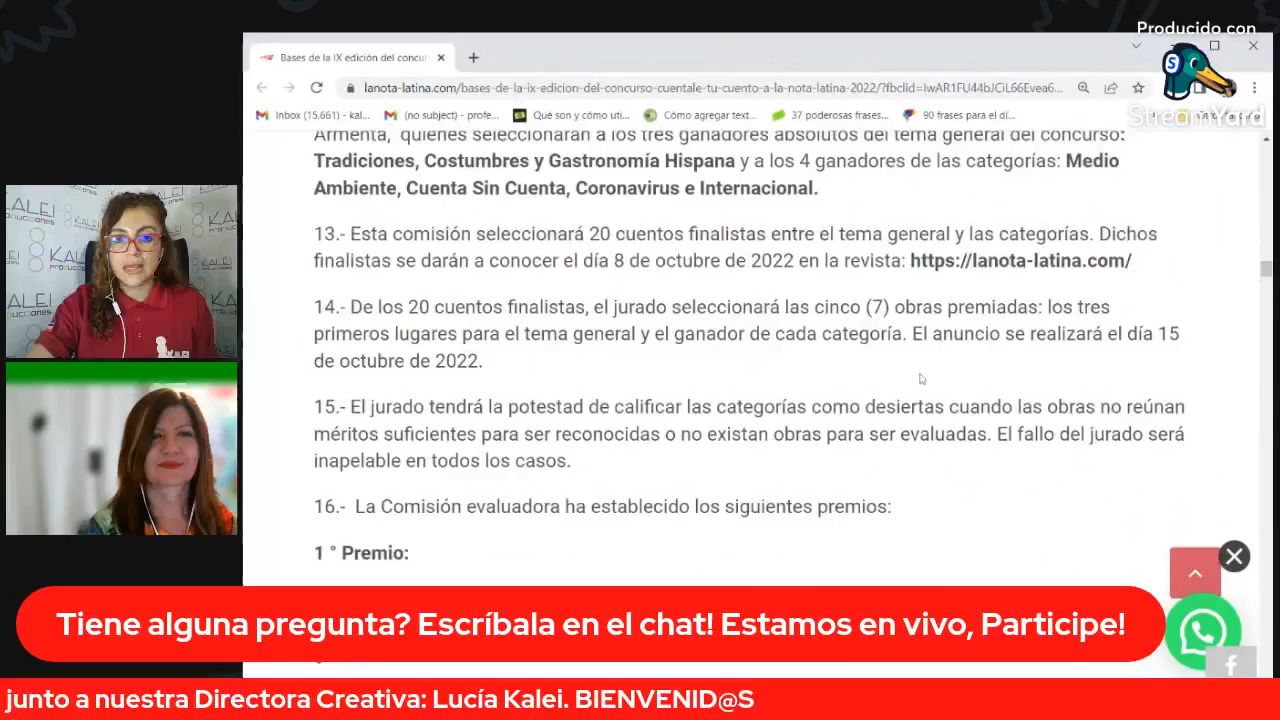 Producido con
StreamYard
Bases de la IX edición del concur
lanota-latina.com/bases-de-la-ix-edicion-del-concurso-cuentale-tu-cuento-a-la-nota-latina-2022/?fbclid=IwAR1FU44bJCiL66Evea6...
Inbox (15,661) - kal...
(no subject) - profe...
Qué son y cómo uti...
Cómo agregar text...
37 poderosas frases...
90 frases para el dí...
Armenta, quienes seleccionarán a los tres ganadores absolutos del tema general del concurso:
Tradiciones, Costumbres y Gastronomía Hispana y a los 4 ganadores de las categorías: Medio
Ambiente, Cuenta Sin Cuenta, Coronavirus e Internacional.
13.- Esta comisión seleccionará 20 cuentos finalistas entre el tema general y las categorías. Dichos
finalistas se darán a conocer el día 8 de octubre de 2022 en la revista: https://lanota-latina.com/
14.- De los 20 cuentos finalistas, el jurado seleccionará las cinco (7) obras premiadas: los tres
primeros lugares para el tema general y el ganador de cada categoría. El anuncio se realizará el día 15
de octubre de 2022.
15.- El jurado tendrá la potestad de calificar las categorías como desiertas cuando las obras no reúnan
méritos suficientes para ser reconocidas o no existan obras para ser evaluadas. El fallo del jurado será
inapelable en todos los casos.
16.- La Comisión evaluadora ha establecido los siguientes premios:
1 ° Premio:
KALEI
Producciones
Tiene alguna pregunta? Escríbala en el chat! Estamos en vivo, Participe!
junto a nuestra Directora Creativa: Lucía Kalei. BIENVENID@S